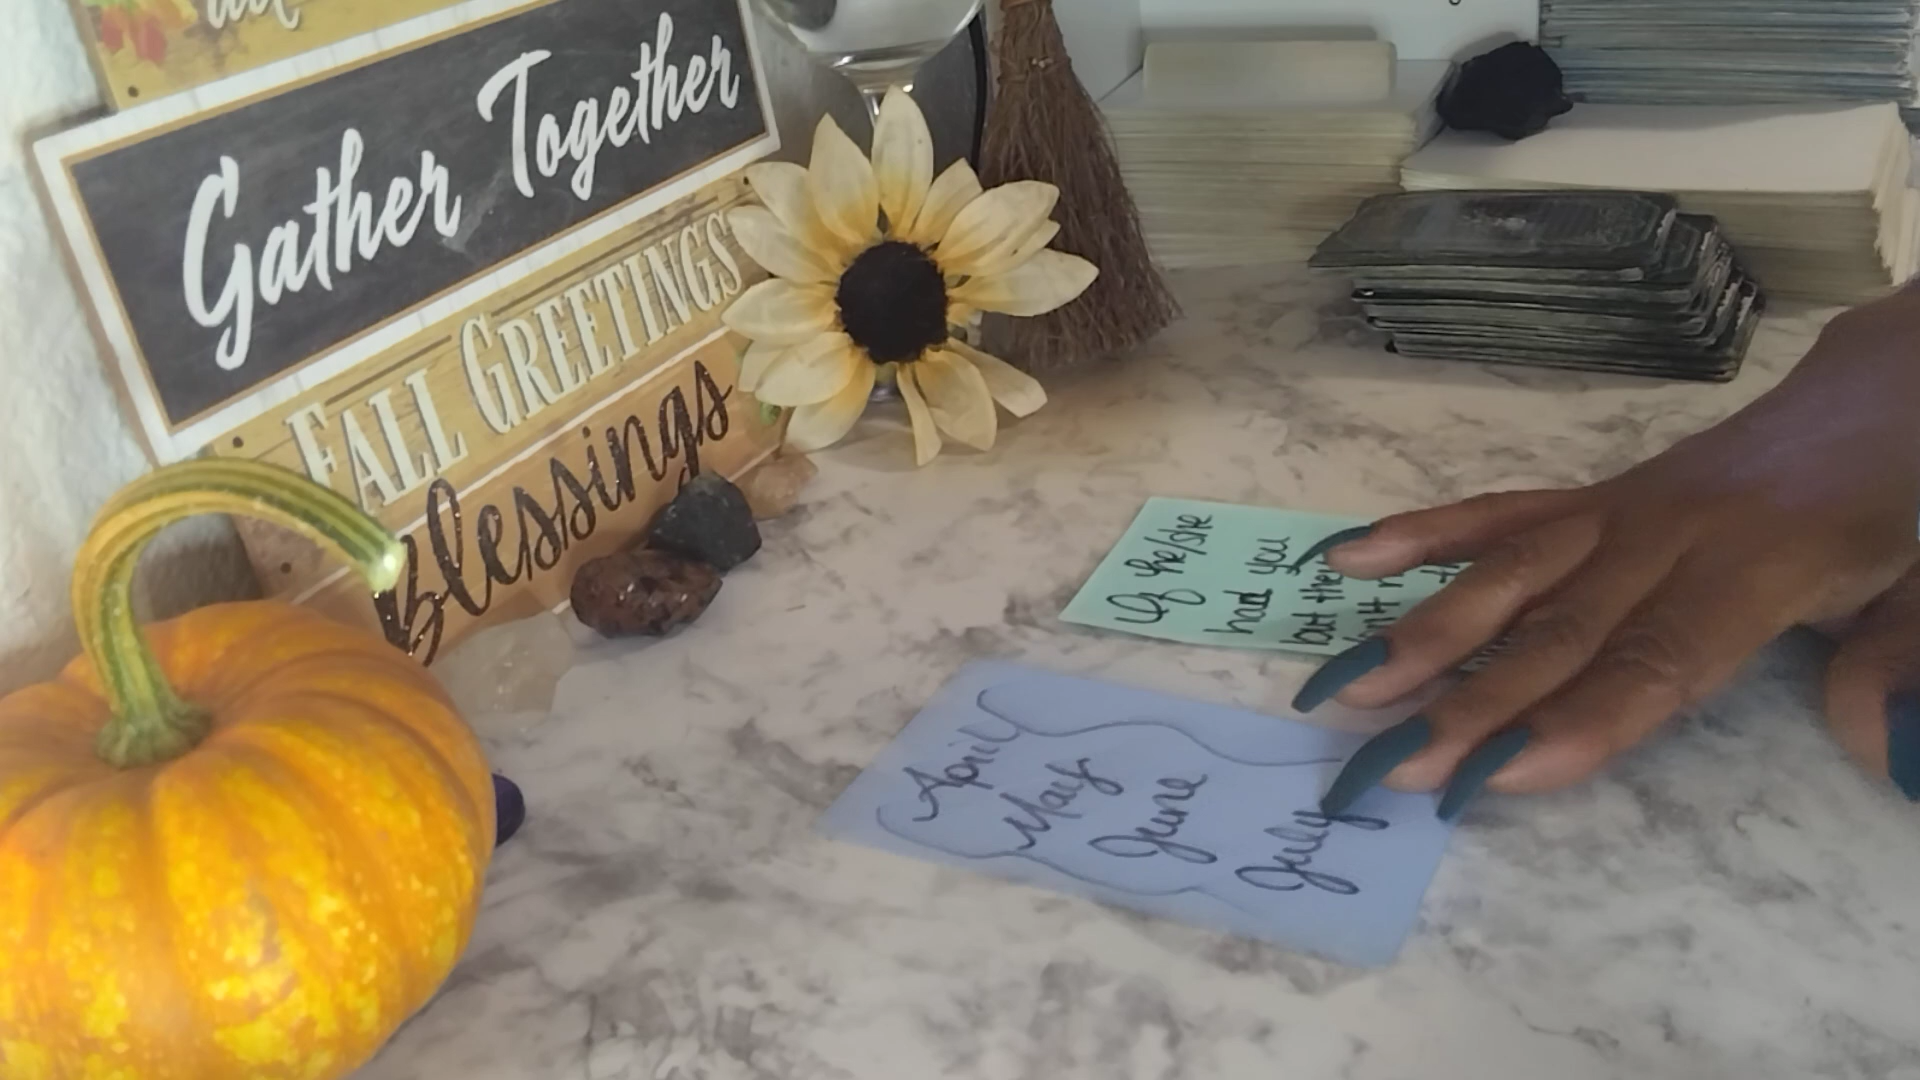 Gather Together
FALL GREETINGS
Blessings
If he/she
had you
but they
April
May
June
July